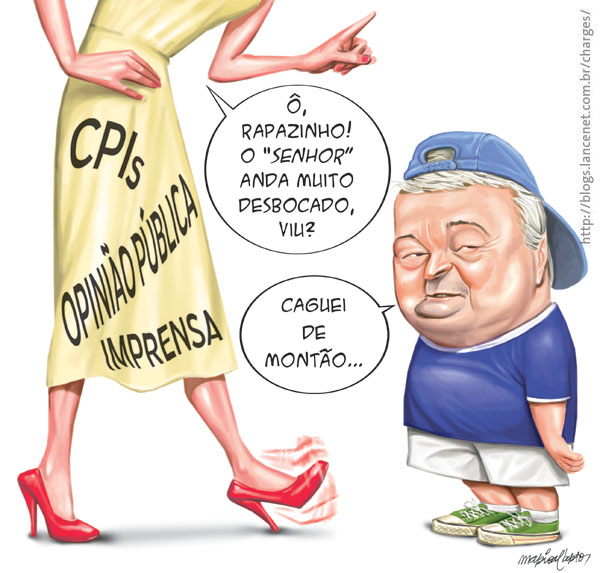 CPIs
OPINIÃO PÚBLICA
IMPRENSA
Ô,
RAPAZINHO!
O "SENHOR"
ANDA MUITO
DESBOCADO,
VIU?
CAGUEI
DE
MONTÃO...
http://blogs.lancenet.com.br/charges/